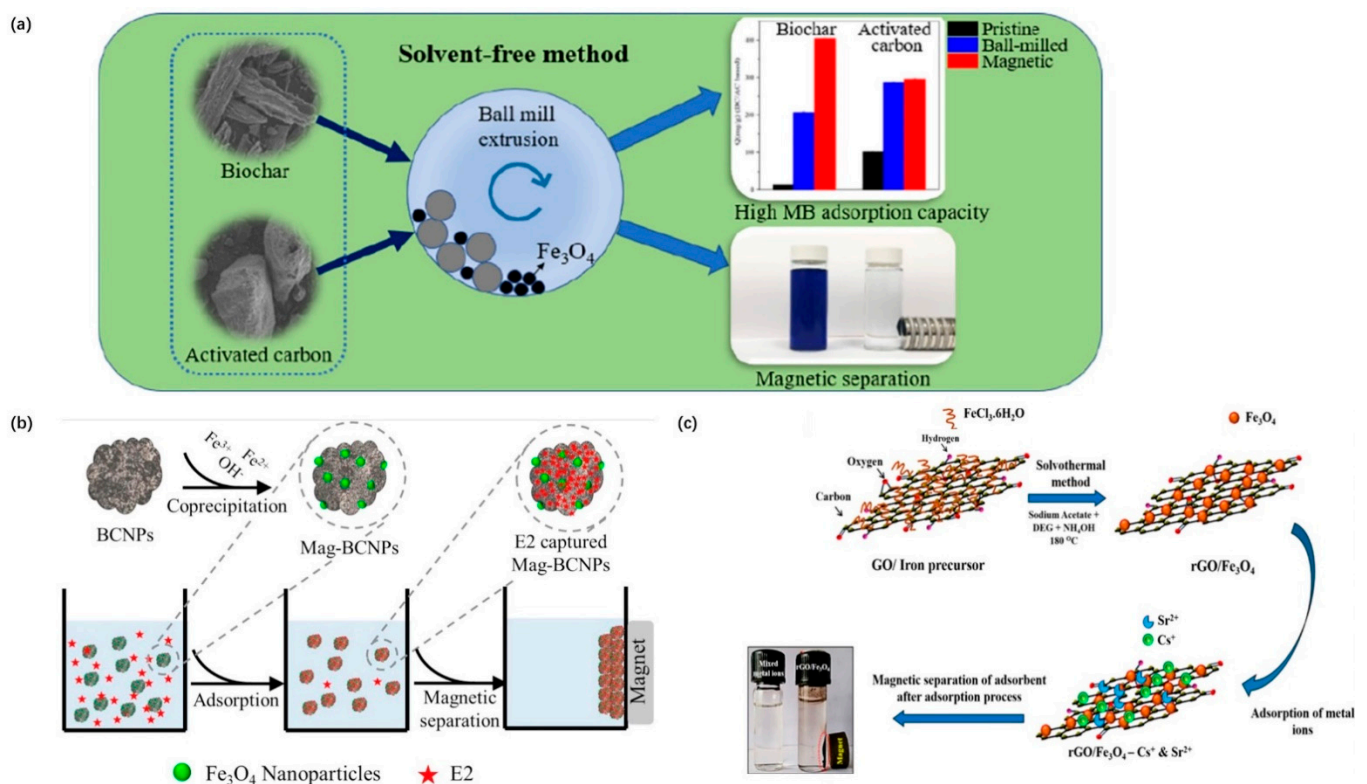 (a)
Solvent-free method
Biochar
Activated carbon
Ball mill
extrusion
Fe₃O₄
Biochar
Activated
carbon
Pristine
Ball-milled
Magnetic
High MB adsorption capacity
Magnetic separation
(b)
BCNPs
Fe³⁺ Fe²⁺
OH⁻
Coprecipitation
Mag-BCNPs
E2 captured
Mag-BCNPs
Adsorption
Magnetic
separation
Magnet
Fe₃O₄ Nanoparticles
E2
(c)
FeCl₃.6H₂O
Hydrogen
Oxygen
Carbon
GO/ Iron precursor
Solvothermal
method
Sodium Acetate +
DEG + NH₄OH
180 °C
Fe₃O₄
rGO/Fe₃O₄
Sr²⁺
Cs⁺
Adsorption of metal
ions
rGO/Fe₃O₄ – Cs⁺ & Sr²⁺
Magnetic separation of adsorbent
after adsorption process
Mixed
metal ions
rGO/Fe₃O₄
Magnet